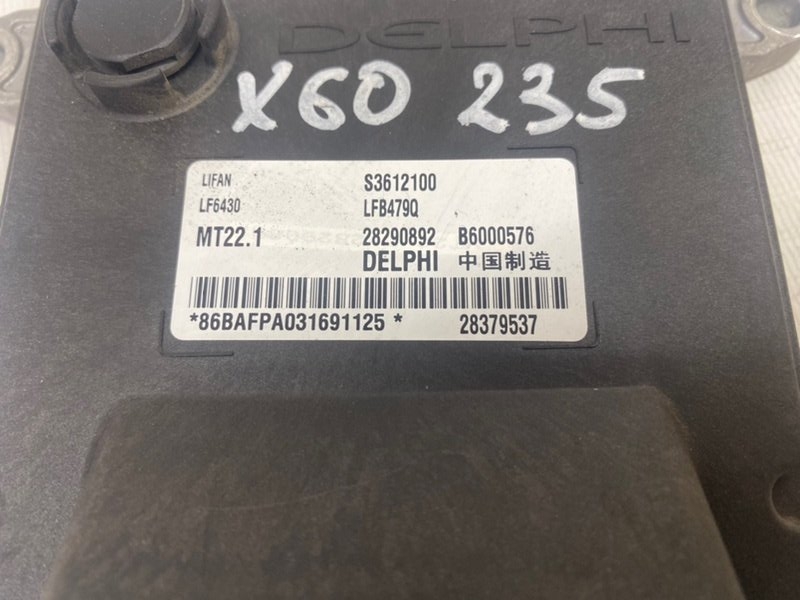 DELPHI
X60 235
LIFAN S3612100
LF6430 LFB479Q
MT22.1 28290892 B6000576
DELPHI 中国制造
*86BAFPA031691125 * 28379537